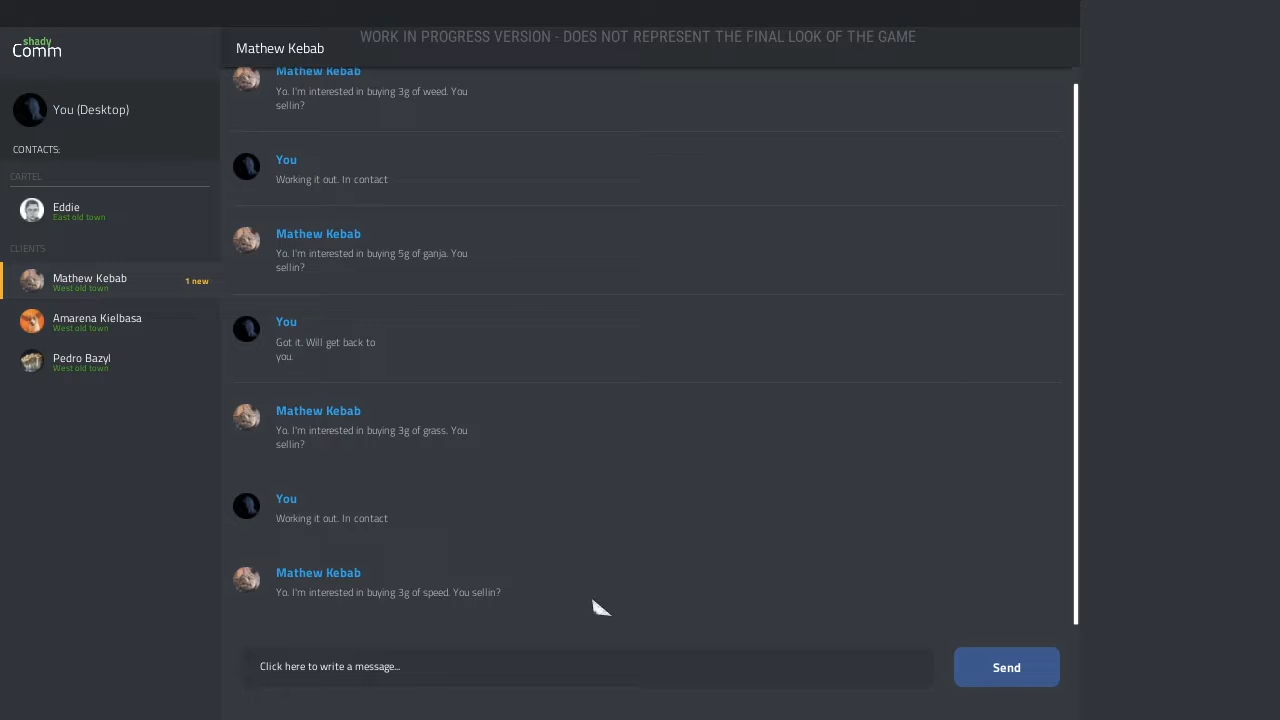 WORK IN PROGRESS VERSION - DOES NOT REPRESENT THE FINAL LOOK OF THE GAME
shady
Comm
You (Desktop)
CONTACTS:
CARTEL
Eddie
East old town
CLIENTS
Mathew Kebab
West old town
1 new
Amarena Kielbasa
West old town
Pedro Bazyl
West old town
Mathew Kebab
Mathew Kebab
Yo. I'm interested in buying 3g of weed. You
sellin?
You
Working it out. In contact
Mathew Kebab
Yo. I'm interested in buying 5g of ganja. You
sellin?
You
Got it. Will get back to
you.
Mathew Kebab
Yo. I'm interested in buying 3g of grass. You
sellin?
You
Working it out. In contact
Mathew Kebab
Yo. I'm interested in buying 3g of speed. You sellin?
Click here to write a message...
Send